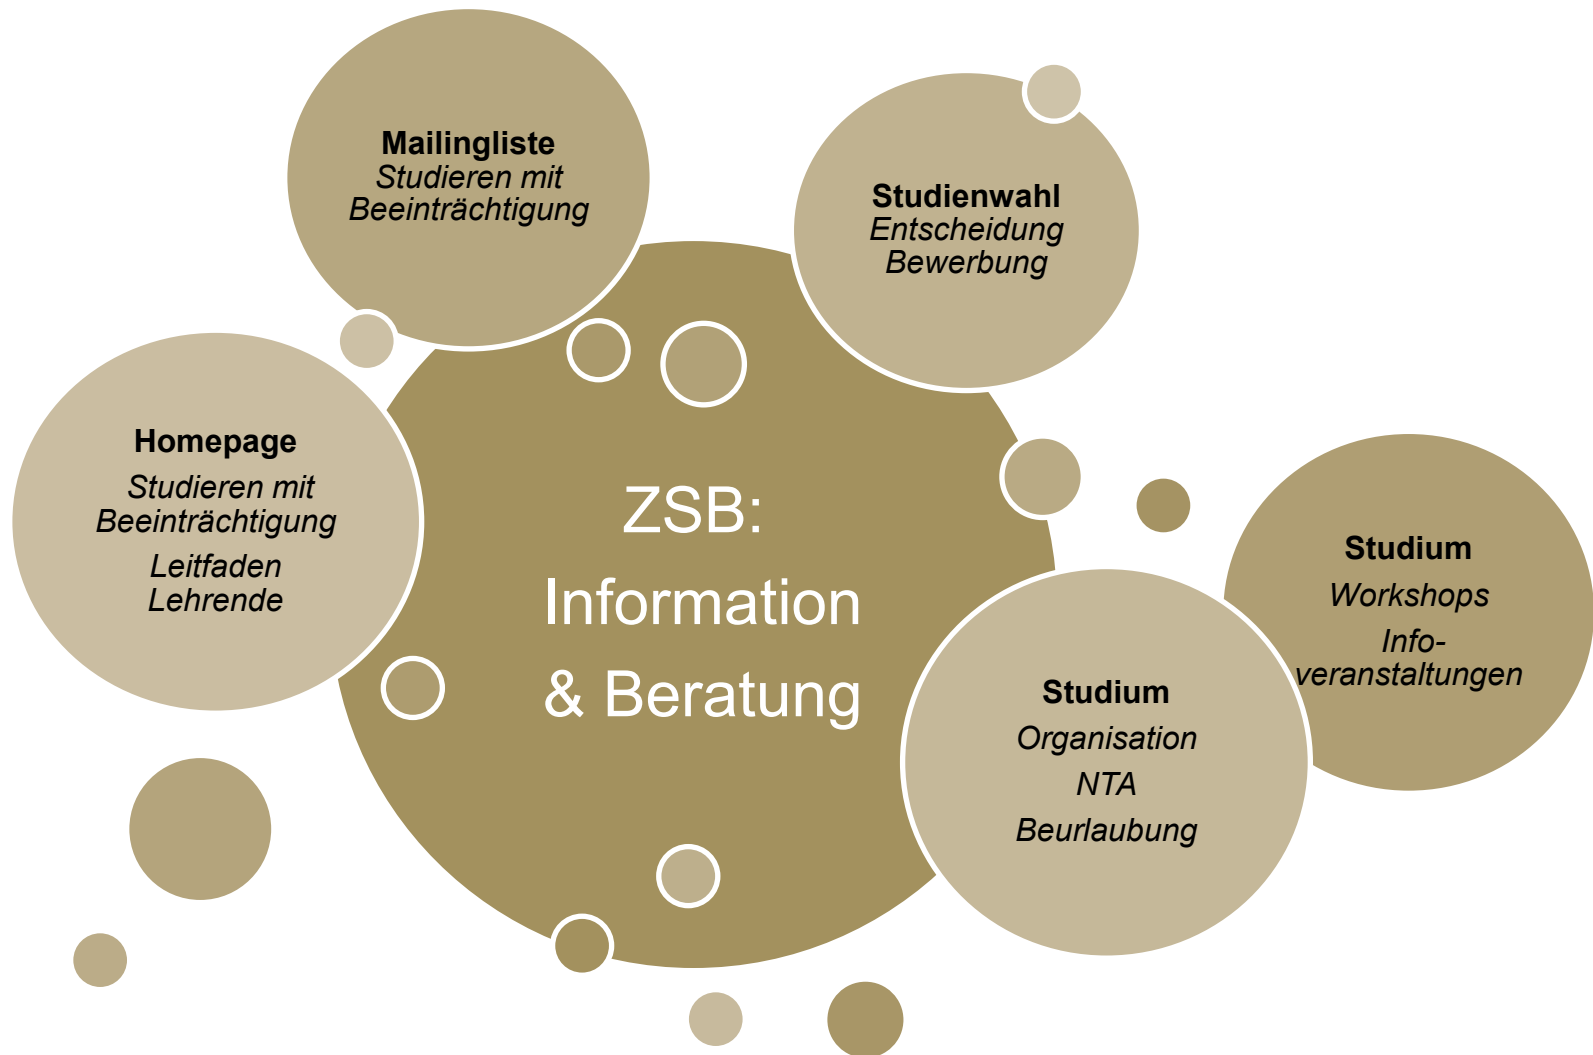 Mailingliste
Studieren mit
Beeinträchtigung
Studienwahl
Entscheidung
Bewerbung
Homepage
Studieren mit
Beeinträchtigung
Leitfaden
Lehrende
ZSB:
Information
& Beratung
Studium
Organisation
NTA
Beurlaubung
Studium
Workshops
Info-
veranstaltungen